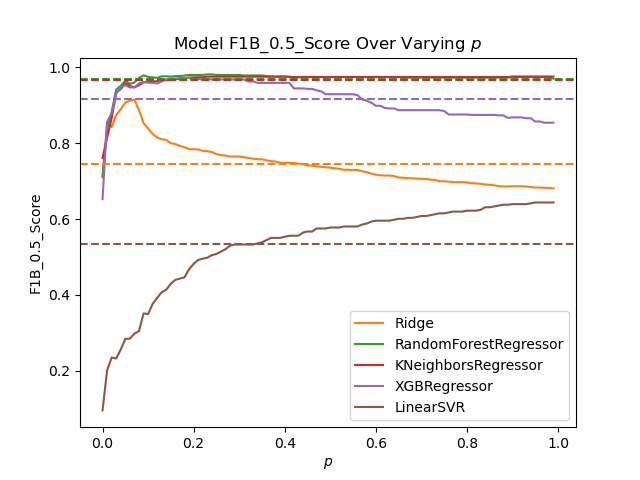 Model F1B_0.5_Score Over Varying p
F1B_0.5_Score
1.0
0.8
0.6
0.4
0.2
0.0
0.2
0.4
0.6
0.8
1.0
p
Ridge
RandomForestRegressor
KNeighborsRegressor
XGBRegressor
LinearSVR